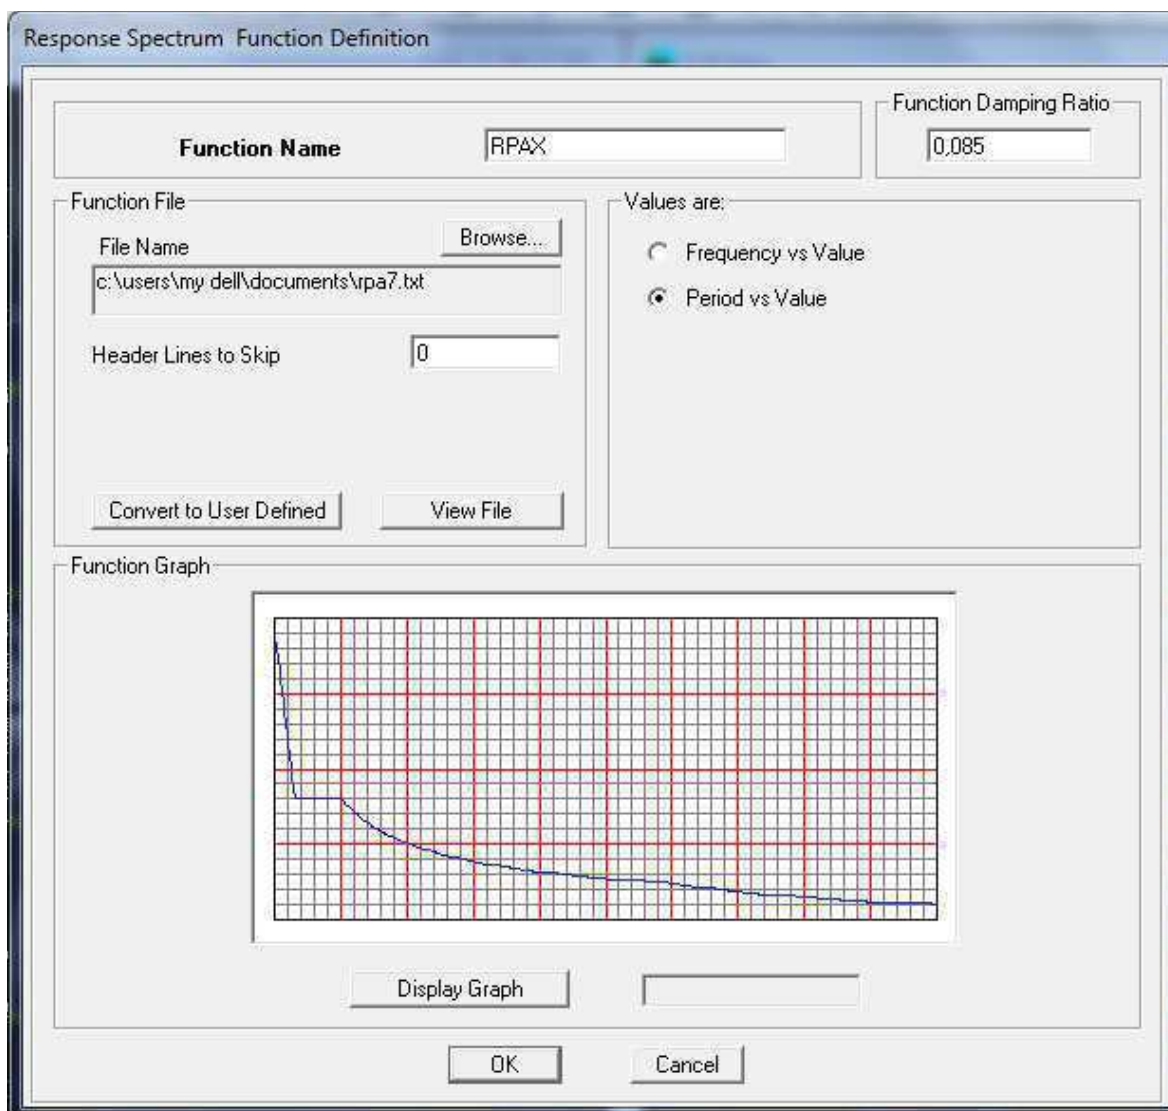 Response Spectrum  Function Definition
Function Name
RPAX
Function Damping Ratio
0,085
Function File
File Name
Browse...
c:\users\my dell\documents\rpa7.txt
Header Lines to Skip
0
Convert to User Defined
View File
Values are:
Frequency vs Value
Period vs Value
Function Graph
Display Graph
OK
Cancel